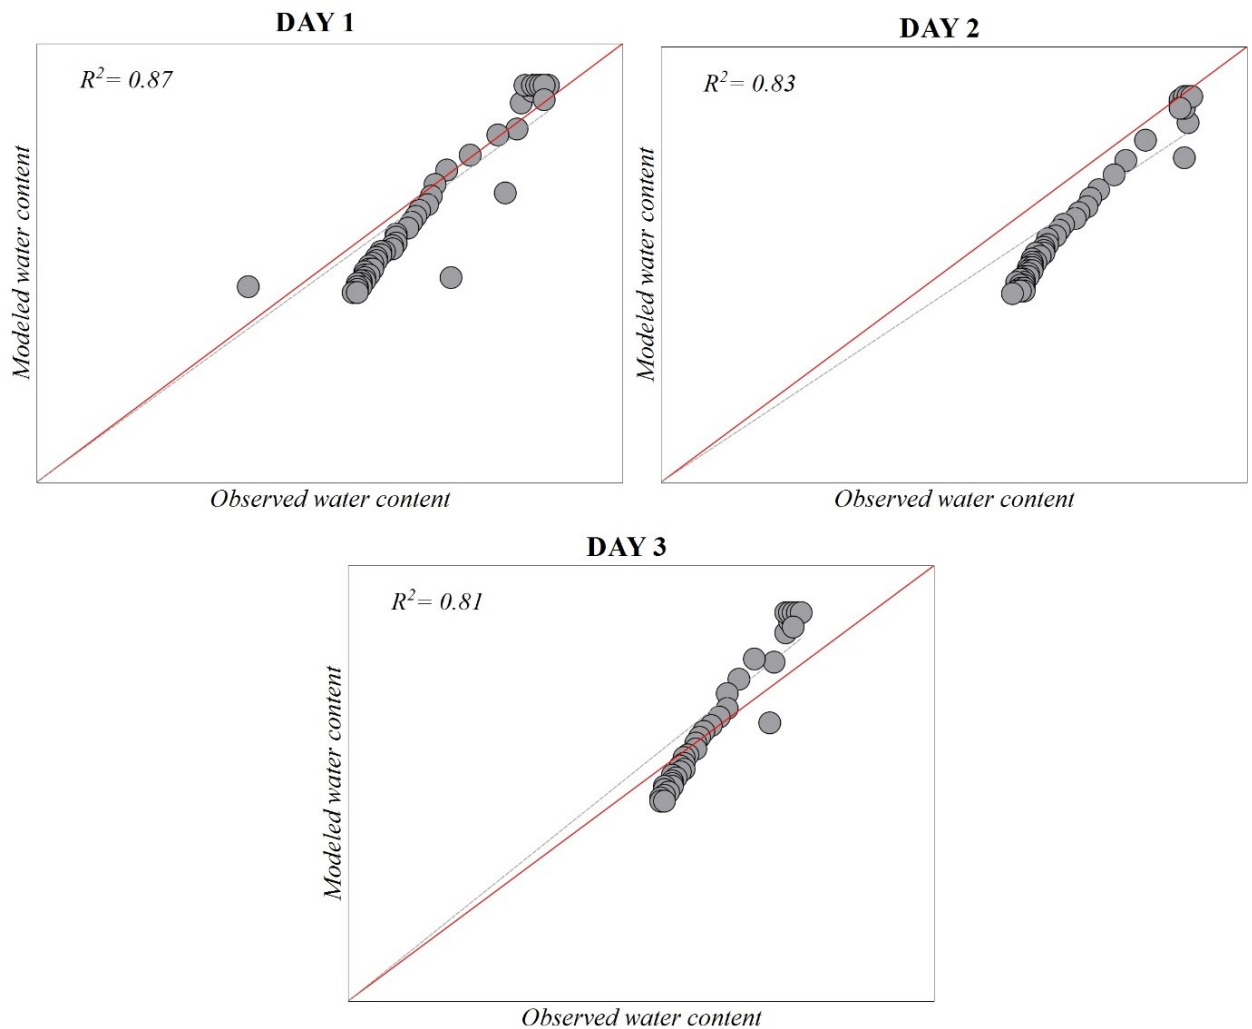 DAY 1
R²= 0.87
Modeled water content
Observed water content
DAY 2
R²= 0.83
Modeled water content
Observed water content
DAY 3
R²= 0.81
Modeled water content
Observed water content